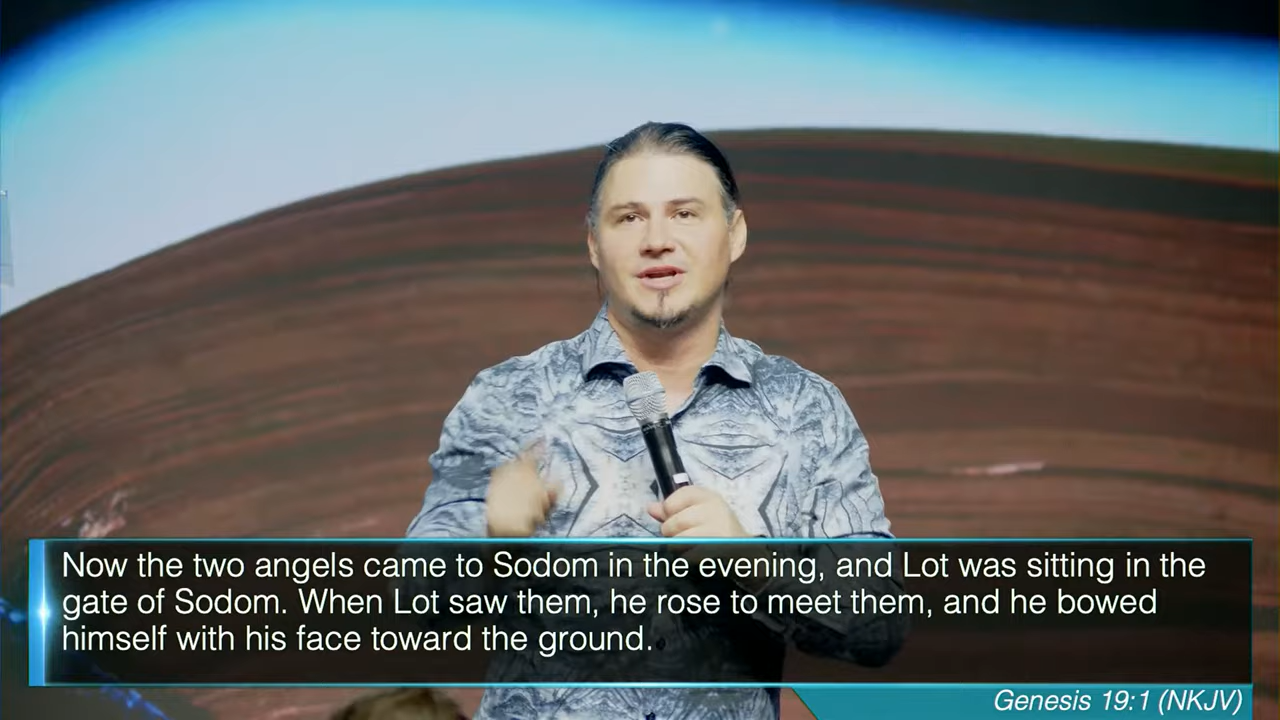 Now the two angels came to Sodom in the evening, and Lot was sitting in the
gate of Sodom. When Lot saw them, he rose to meet them, and he bowed
himself with his face toward the ground.
Genesis 19:1 (NKJV)